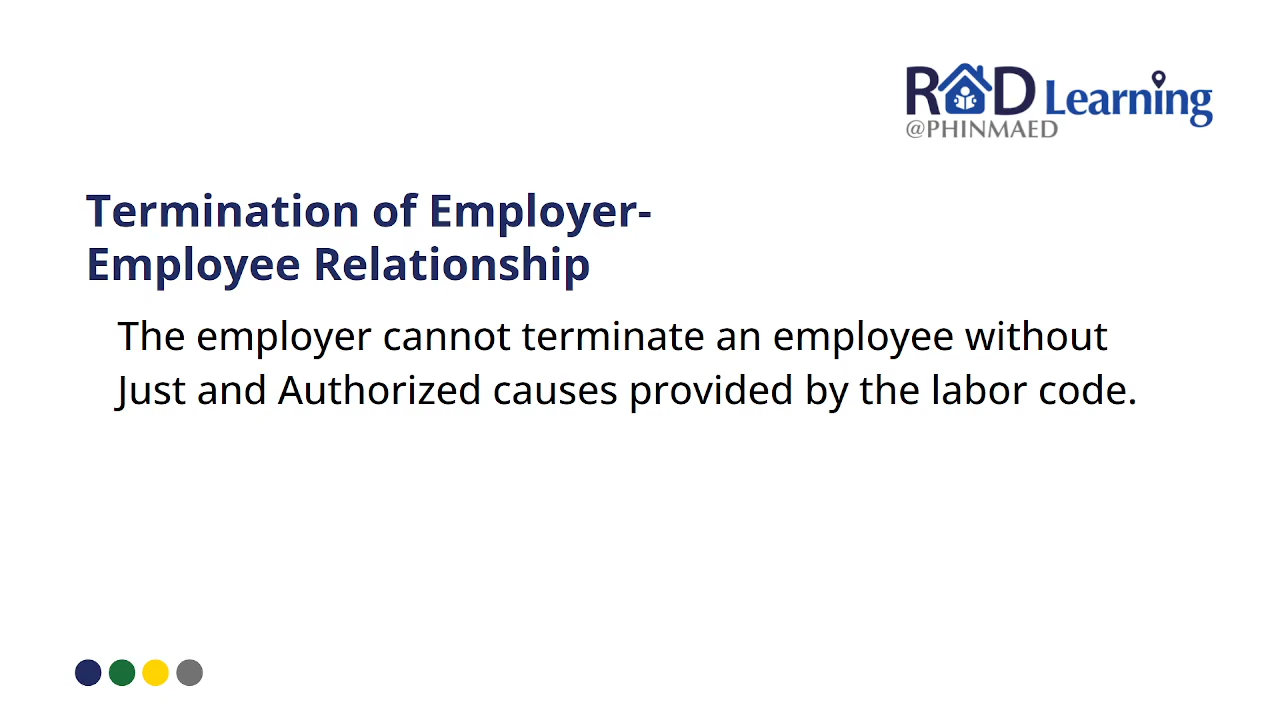 RAD Learning
@PHINMAED
Termination of Employer-
Employee Relationship
The employer cannot terminate an employee without
Just and Authorized causes provided by the labor code.